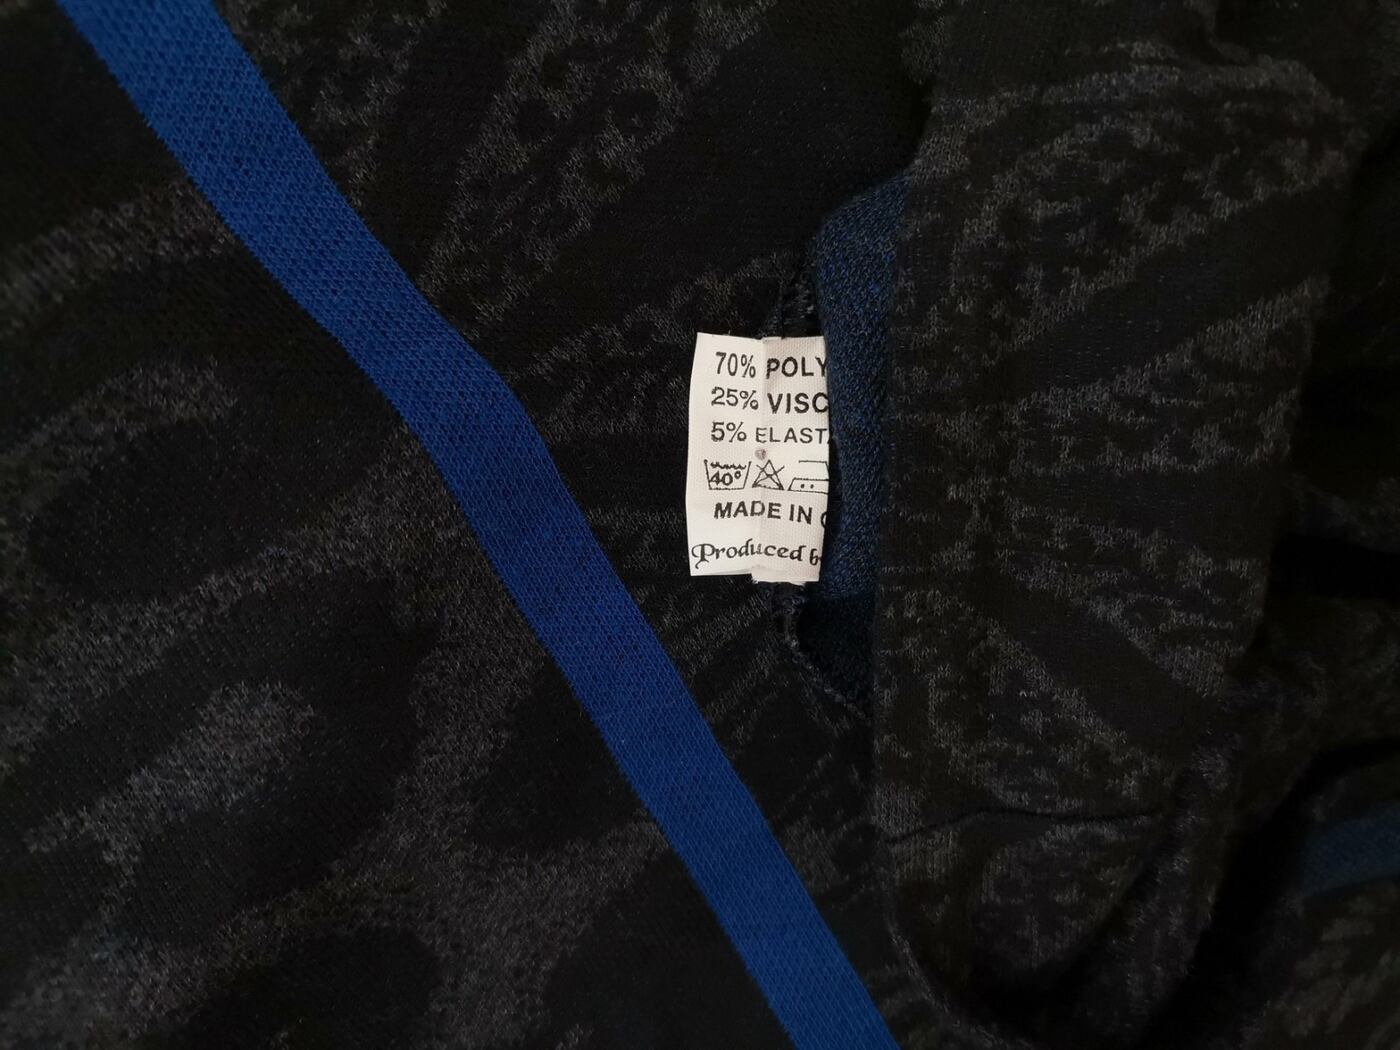 70% POLY
25% VISC
5% ELAST
40°
MADE IN
Produced